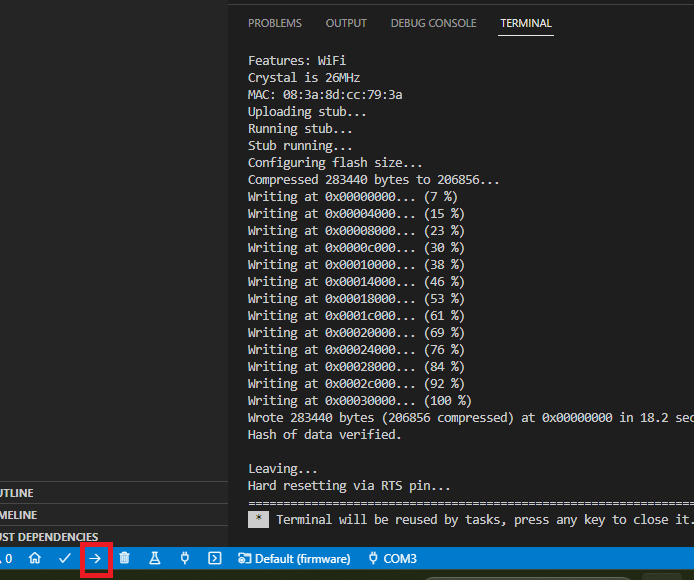 PROBLEMS OUTPUT DEBUG CONSOLE TERMINAL
Features: WiFi
Crystal is 26MHz
MAC: 08:3a:8d:cc:79:3a
Uploading stub...
Running stub...
Stub running...
Configuring flash size...
Compressed 283440 bytes to 206856...
Writing at 0x00000000... (7 %)
Writing at 0x00004000... (15 %)
Writing at 0x00008000... (23 %)
Writing at 0x0000c000... (30 %)
Writing at 0x00010000... (38 %)
Writing at 0x00014000... (46 %)
Writing at 0x00018000... (53 %)
Writing at 0x0001c000... (61 %)
Writing at 0x00020000... (69 %)
Writing at 0x00024000... (76 %)
Writing at 0x00028000... (84 %)
Writing at 0x0002c000... (92 %)
Writing at 0x00030000... (100 %)
Wrote 283440 bytes (206856 compressed) at 0x00000000 in 18.2 sec
Hash of data verified.
Leaving...
Hard resetting via RTS pin...
================================================================
* Terminal will be reused by tasks, press any key to close it.
UTLINE
MELINE
UST DEPENDENCIES
0 Default (firmware) COM3